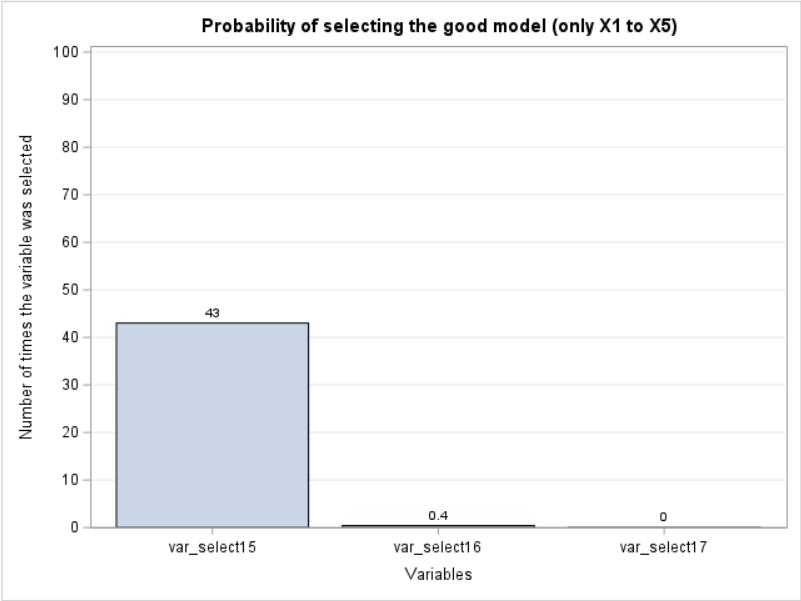 Probability of selecting the good model (only X1 to X5)
Number of times the variable was selected
100
90
80
70
60
50
40
30
20
10
0
43
0.4
0
var_select15
var_select16
var_select17
Variables